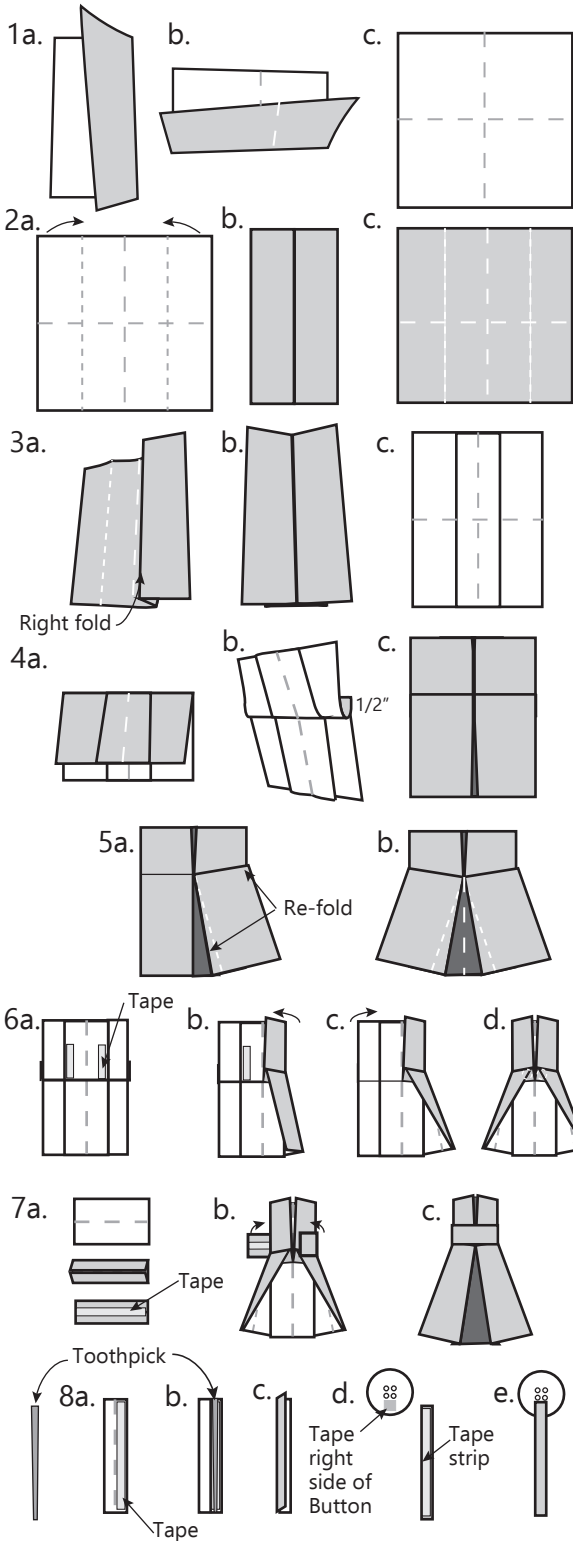 1a.
b.
c.
2a.
b.
c.
3a.
b.
c.
Right fold
4a.
b.
c.
1/2"
5a.
b.
Re-fold
6a.
Tape
b.
c.
d.
7a.
b.
c.
Tape
Toothpick
8a.
b.
c.
d.
e.
Tape
right
side of
Button
Tape
strip
Tape